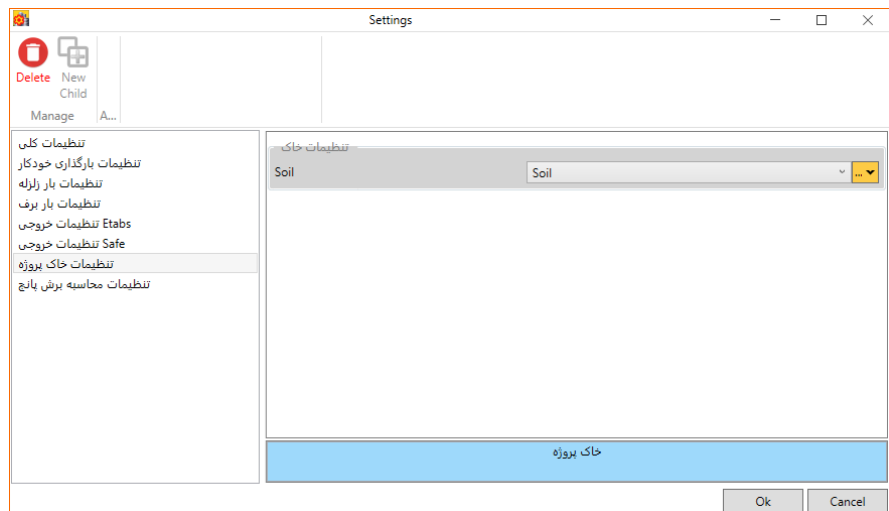 Settings
Delete
New Child
Manage
A...
تنظیمات کلی
تنظیمات بارگذاری خودکار
تنظیمات بار زلزله
تنظیمات بار برف
Etabs تنظیمات خروجی
Safe تنظیمات خروجی
تنظیمات خاک پروژه
تنظیمات محاسبه برش پانچ
تنظیمات خاک
Soil
Soil
...
خاک پروژه
Ok
Cancel